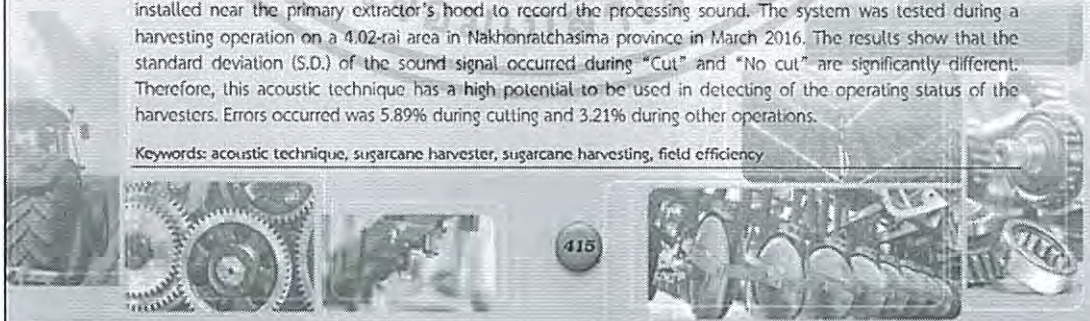 installed near the primary extractor's hood to record the processing sound. The system was tested during a
harvesting operation on a 4.02-rai area in Nakhonratchasima province in March 2016. The results show that the
standard deviation (S.D.) of the sound signal occurred during "Cut" and "No cut" are significantly different.
Therefore, this acoustic technique has a high potential to be used in detecting of the operating status of the
harvesters. Errors occurred was 5.89% during cutting and 3.21% during other operations.
Keywords: acoustic technique, sugarcane harvester, sugarcane harvesting, field efficiency
415